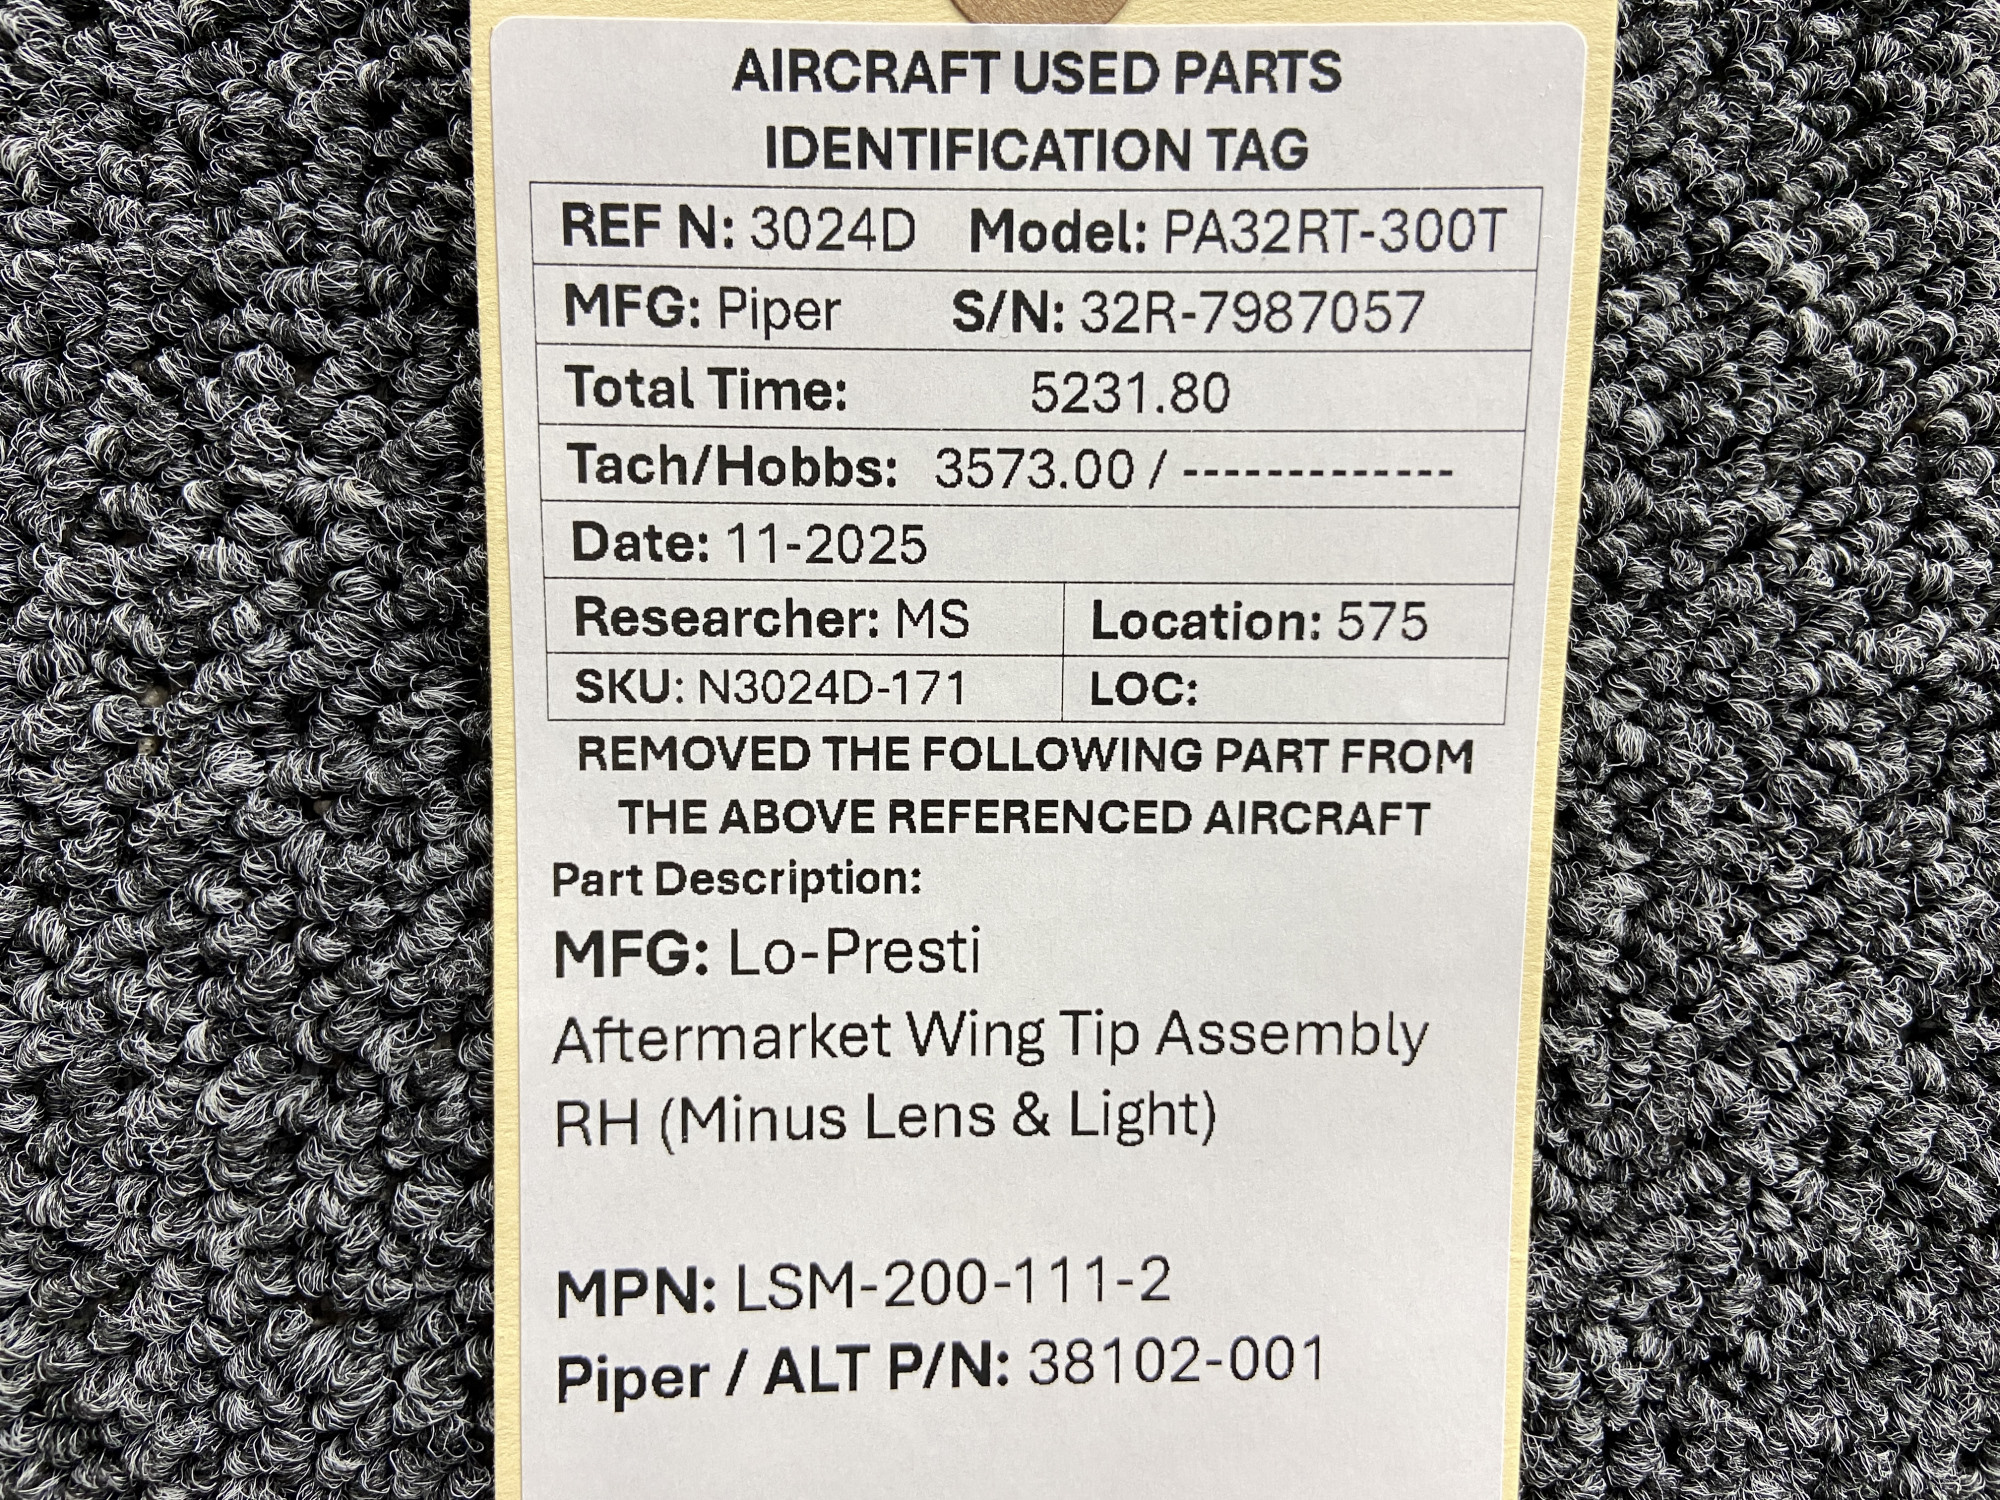 AIRCRAFT USED PARTS
IDENTIFICATION TAG
REF N: 3024D Model: PA32RT-300T
MFG: Piper S/N: 32R-7987057
Total Time: 5231.80
Tach/Hobbs: 3573.00 / -------------
Date: 11-2025
Researcher: MS Location: 575
SKU: N3024D-171 LOC:
REMOVED THE FOLLOWING PART FROM
THE ABOVE REFERENCED AIRCRAFT
Part Description:
MFG: Lo-Presti
Aftermarket Wing Tip Assembly
RH (Minus Lens & Light)
MPN: LSM-200-111-2
Piper / ALT P/N: 38102-001